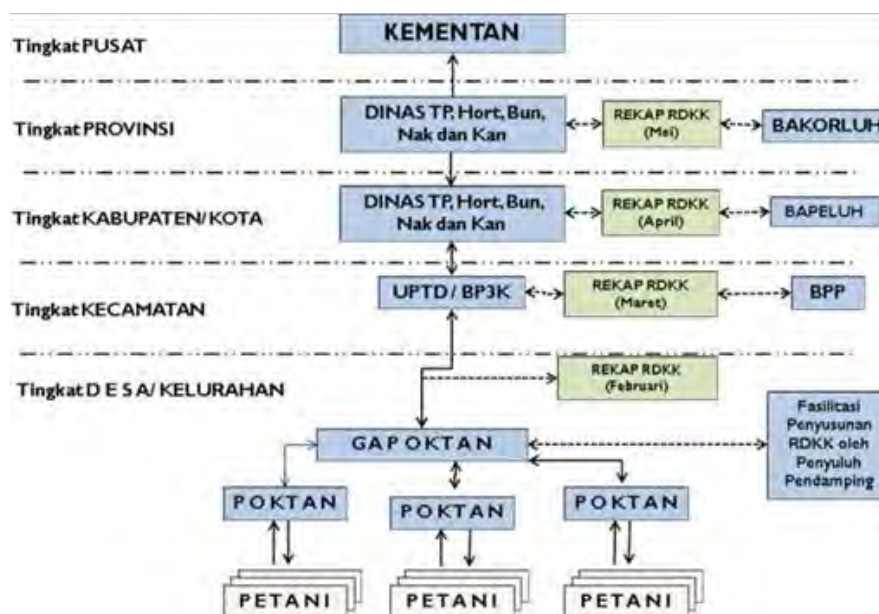 Tingkat PUSAT
KEMENTAN
Tingkat PROVINSI
DINAS TP, Hort, Bun,
Nak dan Kan
REKAP RDKK
(Mei)
BAKORLUH
Tingkat KABUPATEN/KOTA
DINAS TP, Hort, Bun,
Nak dan Kan
REKAP RDKK
(April)
BAPELUH
Tingkat KECAMATAN
UPTD / BP3K
REKAP RDKK
(Maret)
BPP
Tingkat D E S A/ KELURAHAN
REKAP RDKK
(Februari)
GAPOKTAN
Fasilitasi
Penyusunan
RDKK oleh
Penyuluh
Pendamping
POKTAN
POKTAN
POKTAN
PETANI
PETANI
PETANI